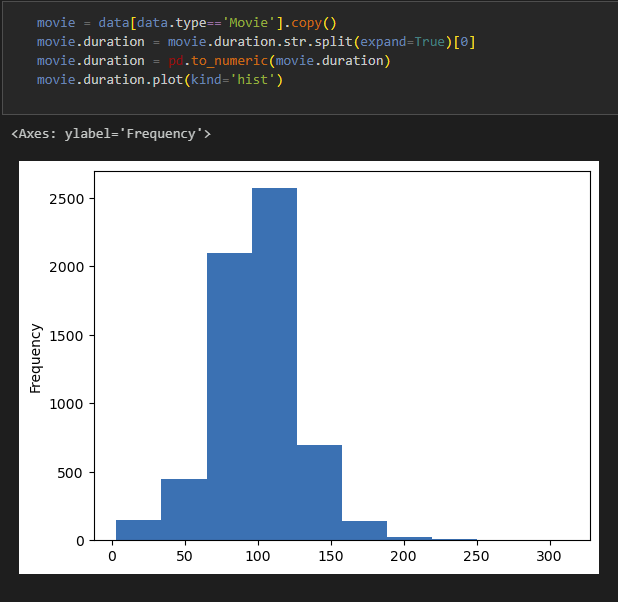 movie = data[data.type=='Movie'].copy()
movie.duration = movie.duration.str.split(expand=True)[0]
movie.duration = pd.to_numeric(movie.duration)
movie.duration.plot(kind='hist')
<Axes: ylabel='Frequency'>
2500
2000
1500
1000
500
0
Frequency
0 50 100 150 200 250 300